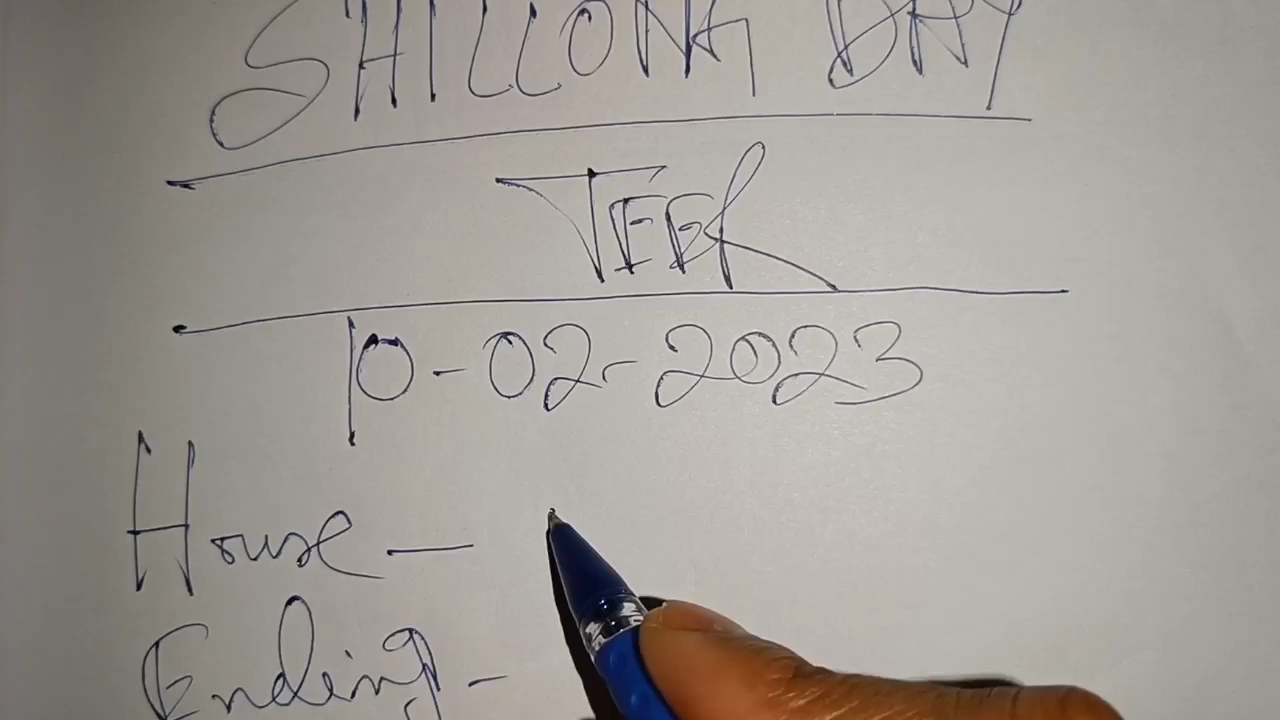 SHILLONG DAY
TEER
10-02-2023
House -
Ending -